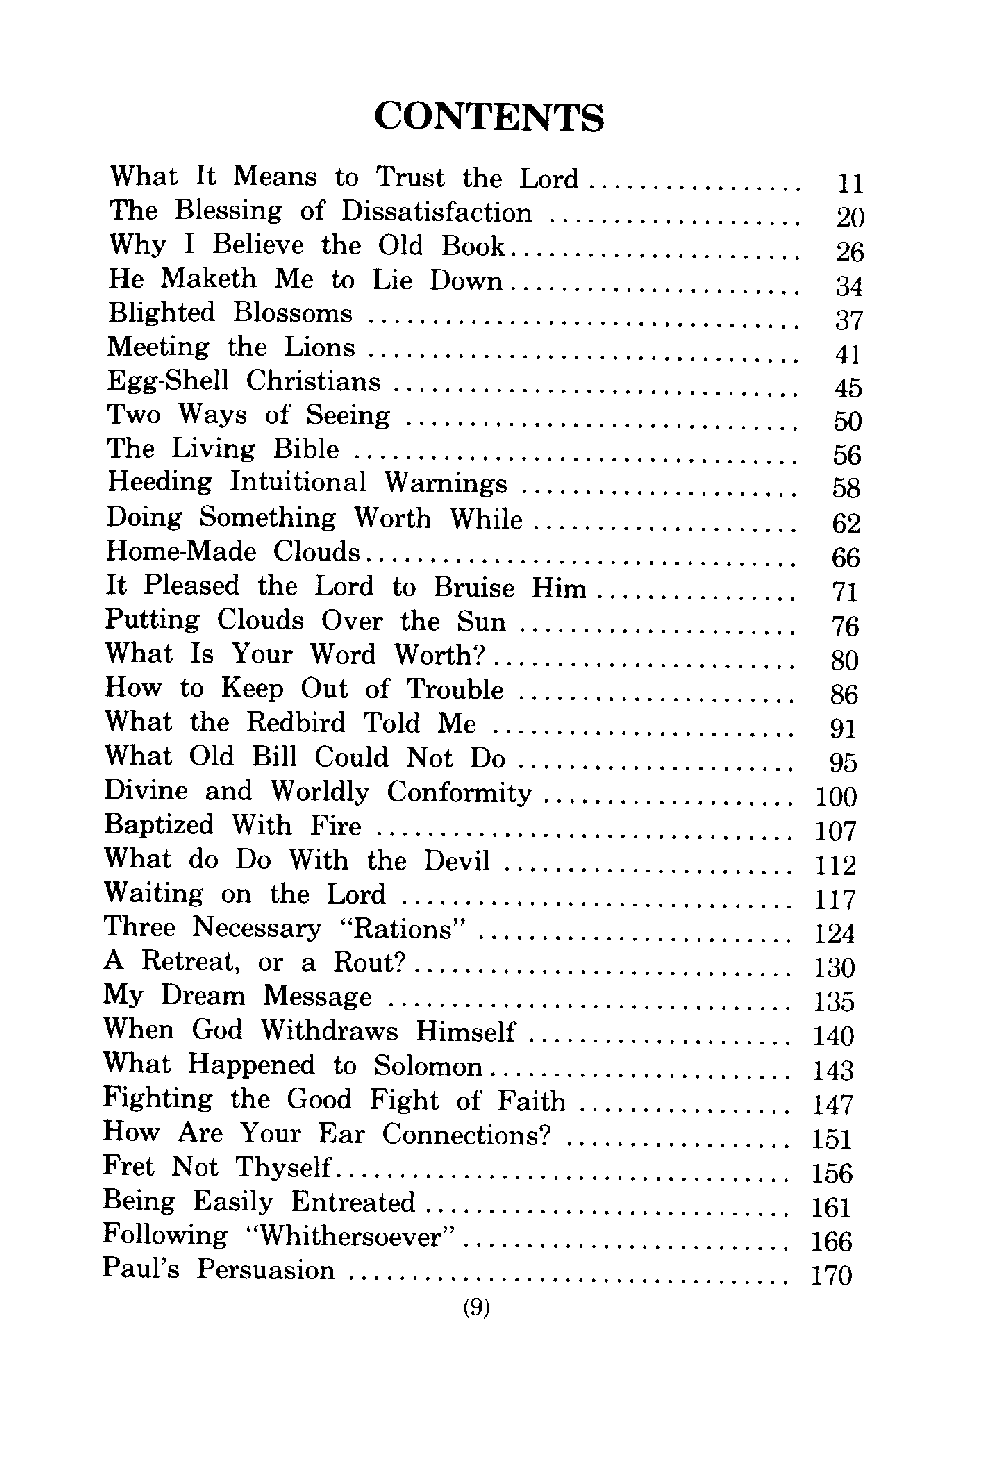 CONTENTS
What It Means to Trust the Lord ................. 11
The Blessing of Dissatisfaction .................... 20
Why I Believe the Old Book....................... 26
He Maketh Me to Lie Down....................... 34
Blighted Blossoms .................................. 37
Meeting the Lions .................................. 41
Egg-Shell Christians ................................ 45
Two Ways of Seeing ............................... 50
The Living Bible ................................... 56
Heeding Intuitional Warnings ...................... 58
Doing Something Worth While ..................... 62
Home-Made Clouds.................................. 66
It Pleased the Lord to Bruise Him ................ 71
Putting Clouds Over the Sun ...................... 76
What Is Your Word Worth?........................ 80
How to Keep Out of Trouble ...................... 86
What the Redbird Told Me ........................ 91
What Old Bill Could Not Do ...................... 95
Divine and Worldly Conformity .................... 100
Baptized With Fire ................................. 107
What do Do With the Devil ....................... 112
Waiting on the Lord ............................... 117
Three Necessary “Rations” ......................... 124
A Retreat, or a Rout?.............................. 130
My Dream Message ................................ 135
When God Withdraws Himself ..................... 140
What Happened to Solomon........................ 143
Fighting the Good Fight of Faith ................. 147
How Are Your Ear Connections? .................. 151
Fret Not Thyself.................................... 156
Being Easily Entreated ............................. 161
Following “Whithersoever”.......................... 166
Paul’s Persuasion ................................... 170
(9)